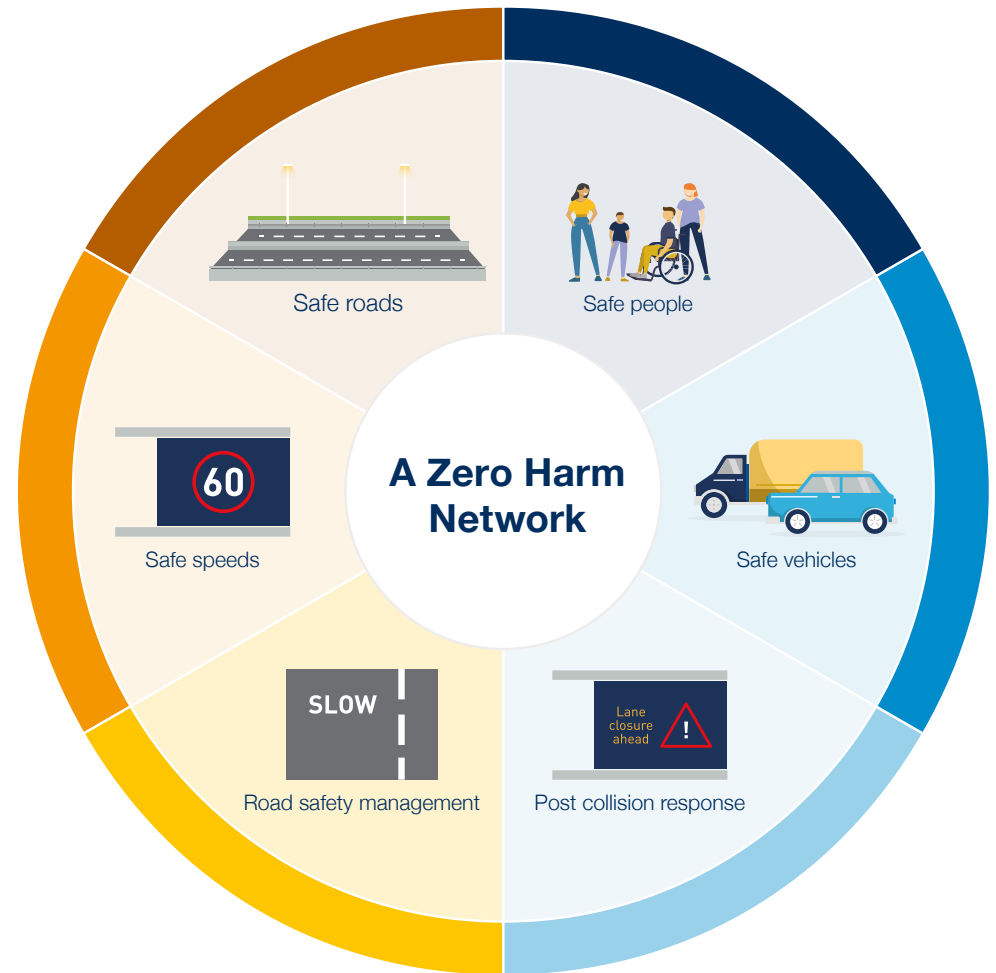 Safe roads
Safe people
60
Safe speeds
A Zero Harm
Network
Safe vehicles
SLOW
Road safety management
Lane
closure
ahead
!
Post collision response